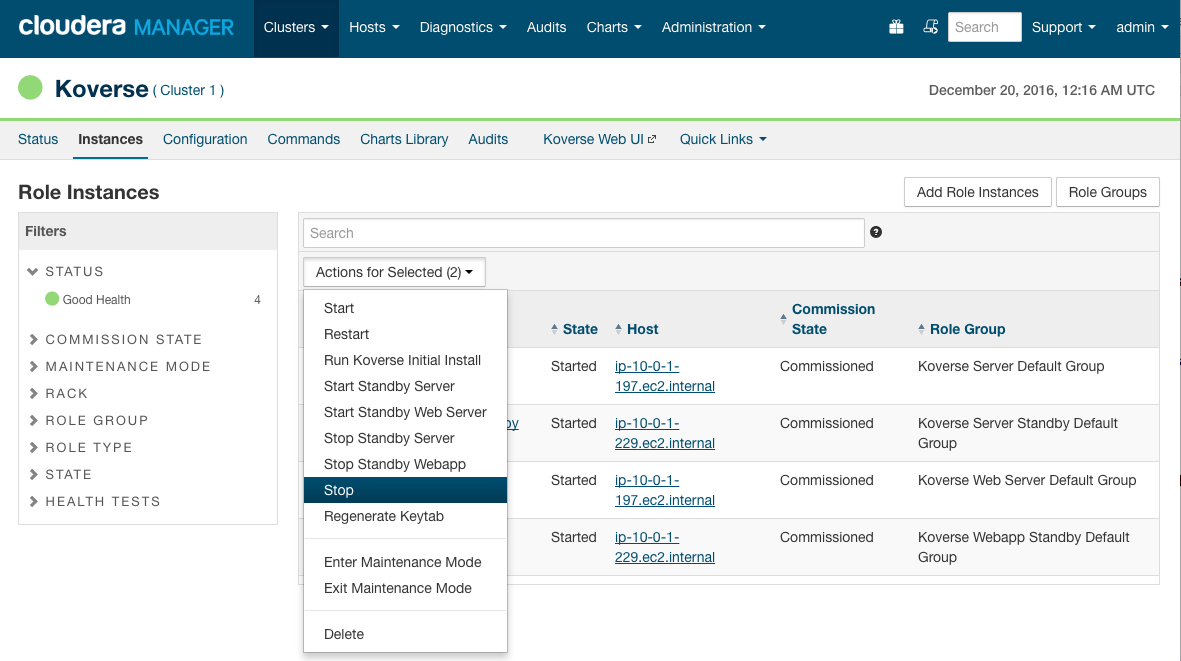 cloudera MANAGER
Clusters
Hosts
Diagnostics
Audits
Charts
Administration
Search
Support
admin
Koverse ( Cluster 1 )
December 20, 2016, 12:16 AM UTC
Status
Instances
Configuration
Commands
Charts Library
Audits
Koverse Web UI
Quick Links
Role Instances
Add Role Instances
Role Groups
Filters
STATUS
Good Health 4
COMMISSION STATE
MAINTENANCE MODE
RACK
ROLE GROUP
ROLE TYPE
STATE
HEALTH TESTS
Search
?
Actions for Selected (2)
Start
Restart
Run Koverse Initial Install
Start Standby Server
Start Standby Web Server
Stop Standby Server
Stop Standby Webapp
Stop
Regenerate Keytab
Enter Maintenance Mode
Exit Maintenance Mode
Delete
State
Host
Commission
State
Role Group
Started
ip-10-0-1-
197.ec2.internal
Commissioned
Koverse Server Default Group
by
Started
ip-10-0-1-
229.ec2.internal
Commissioned
Koverse Server Standby Default
Group
Started
ip-10-0-1-
197.ec2.internal
Commissioned
Koverse Web Server Default Group
Started
ip-10-0-1-
229.ec2.internal
Commissioned
Koverse Webapp Standby Default
Group